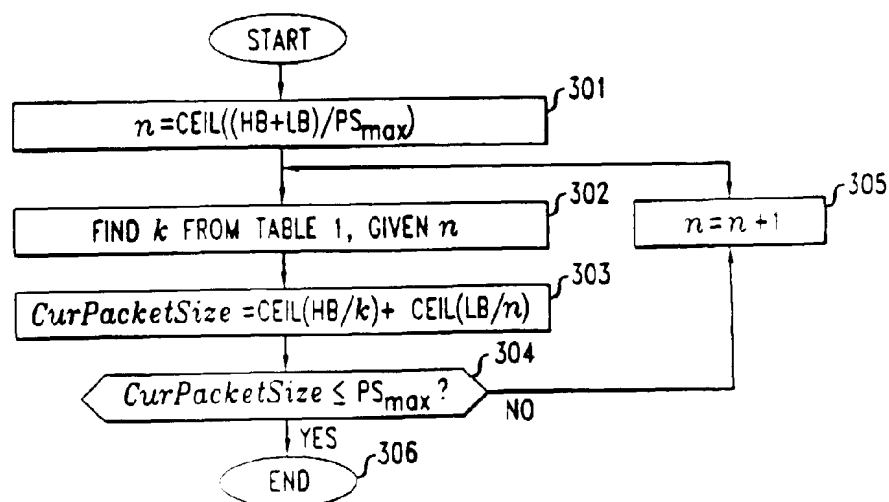 START
301
n=CEIL((HB+LB)/PSmax)
305
302
FIND k FROM TABLE 1, GIVEN n
n=n+1
303
CurPacketSize=CEIL(HB/k)+ CEIL(LB/n)
304
CurPacketSize ≤ PSmax?
NO
YES
306
END